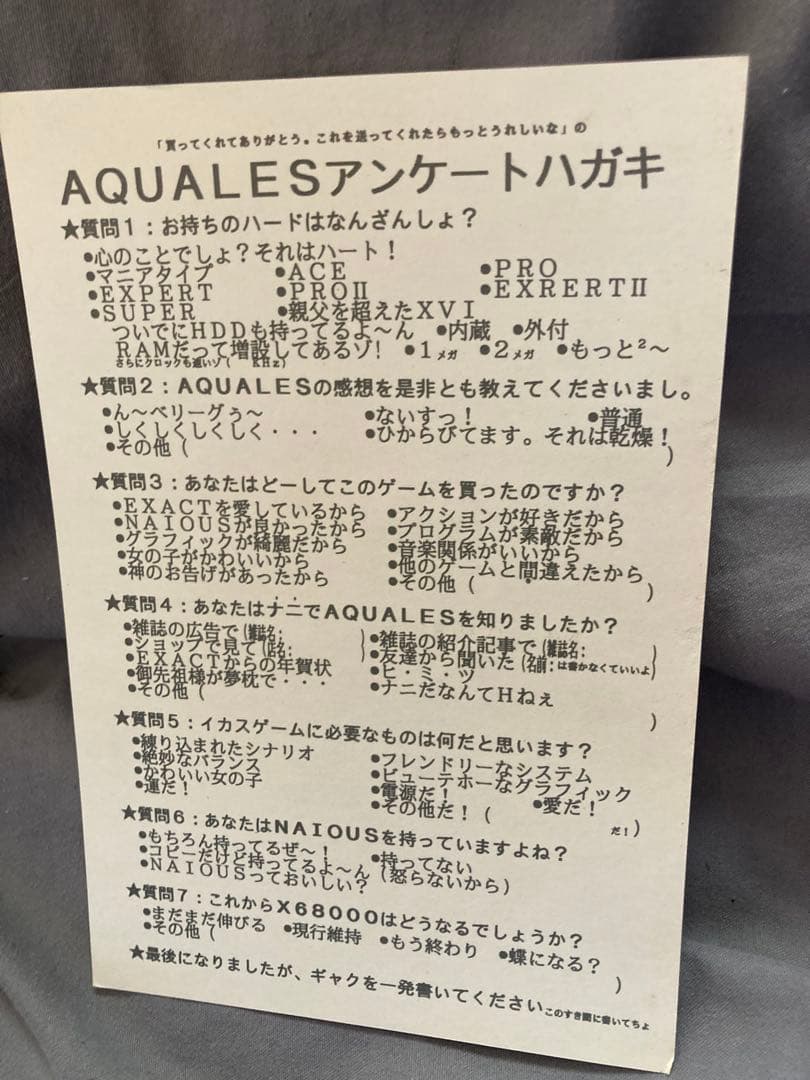 「買ってくれてありがとう。これを送ってくれたらもっとうれしいな」の
AQUALESアンケートハガキ
★質問1：お持ちのハードはなんざんしょ？
●心のことでしょ？それはハート！
●マニアタイプ ●ACE ●PRO
●EXPERT ●PROⅡ ●EXRERTⅡ
●SUPER ●親父を超えたXVI
ついでにHDDも持ってるよ〜ん ●内蔵 ●外付
RAMだって増設してあるゾ！ ●1メガ ●2メガ ●もっと²〜
さらにクロックも速いゾ（ KHz）
★質問2：AQUALESの感想を是非とも教えてくださいまし。
●ん〜ベリーグぅ〜 ●ないすっ！ ●普通
●しくしくしくしく・・・ ●ひからびてます。それは乾燥！
●その他（ ）
★質問3：あなたはどーしてこのゲームを買ったのですか？
●EXACTを愛しているから ●アクションが好きだから
●NAIOUSが良かったから ●プログラムが素敵だから
●グラフィックが綺麗だから ●音楽関係がいいから
●女の子がかわいいから ●他のゲームと間違えたから
●神のお告げがあったから ●その他（ ）
★質問4：あなたはナニでAQUALESを知りましたか？
●雑誌の広告で（雑誌名： ） ●雑誌の紹介記事で（雑誌名： ）
●ショップで見て（店名： ） ●友達から聞いた（名前：は書かなくていいよ）
●EXACTからの年賀状 ●ヒ・ミ・ツ
●御先祖様が夢枕で・・・ ●ナニだなんてHねぇ
●その他（ ）
★質問5：イカスゲームに必要なものは何だと思います？
●練り込まれたシナリオ ●フレンドリーなシステム
●絶妙なバランス ●ビューテホーなグラフィック
●かわいい女の子 ●電源だ！ ●愛だ！
●運だ！ ●その他だ！（ だ！）
★質問6：あなたはNAIOUSを持っていますよね？
●もちろん持ってるぜ〜！ ●持ってない
●コピーだけど持ってるよ〜ん（怒らないから）
●NAIOUSっておいしい？
★質問7：これからX68000はどうなるでしょうか？
●まだまだ伸びる ●現行維持 ●もう終わり ●蝶になる？
●その他（ ）
★最後になりましたが、ギャクを一発書いてくださいこのすき間に書いてちょ